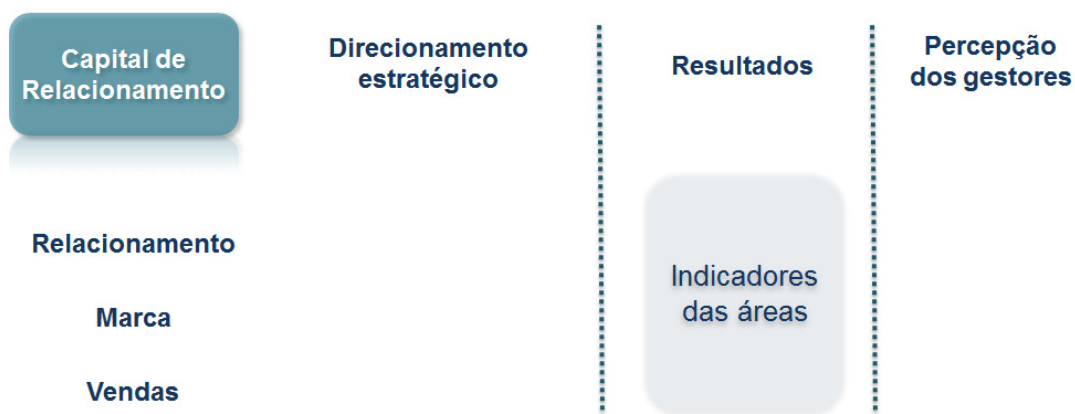 Capital de
Relacionamento
Direcionamento
estratégico
Resultados
Percepção
dos gestores
Relacionamento
Marca
Vendas
Indicadores
das áreas